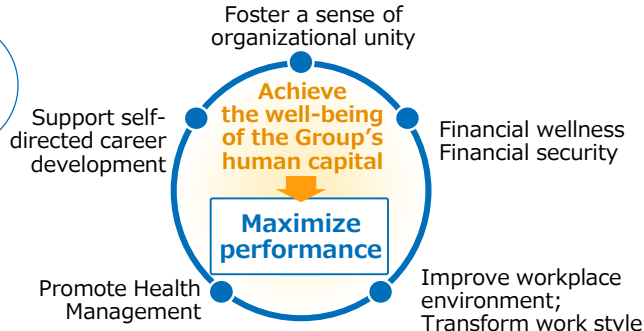 Foster a sense of
organizational unity
Achieve
the well-being
of the Group's
human capital
Maximize
performance
Support self-
directed career
development
Financial wellness
Financial security
Promote Health
Management
Improve workplace
environment;
Transform work style